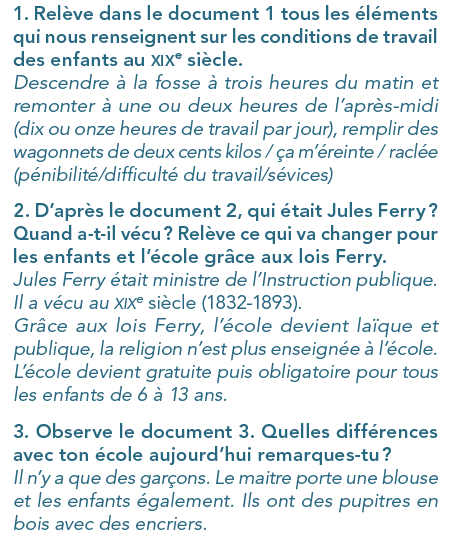 1. Relève dans le document 1 tous les éléments
qui nous renseignent sur les conditions de travail
des enfants au XIXe siècle.
Descendre à la fosse à trois heures du matin et
remonter à une ou deux heures de l'après-midi
(dix ou onze heures de travail par jour), remplir des
wagonnets de deux cents kilos / ça m'éreinte / raclée
(pénibilité/difficulté du travail/sévices)
2. D'après le document 2, qui était Jules Ferry ?
Quand a-t-il vécu ? Relève ce qui va changer pour
les enfants et l'école grâce aux lois Ferry.
Jules Ferry était ministre de l'Instruction publique.
Il a vécu au XIXe siècle (1832-1893).
Grâce aux lois Ferry, l'école devient laïque et
publique, la religion n'est plus enseignée à l'école.
L'école devient gratuite puis obligatoire pour tous
les enfants de 6 à 13 ans.
3. Observe le document 3. Quelles différences
avec ton école aujourd'hui remarques-tu ?
Il n'y a que des garçons. Le maitre porte une blouse
et les enfants également. Ils ont des pupitres en
bois avec des encriers.